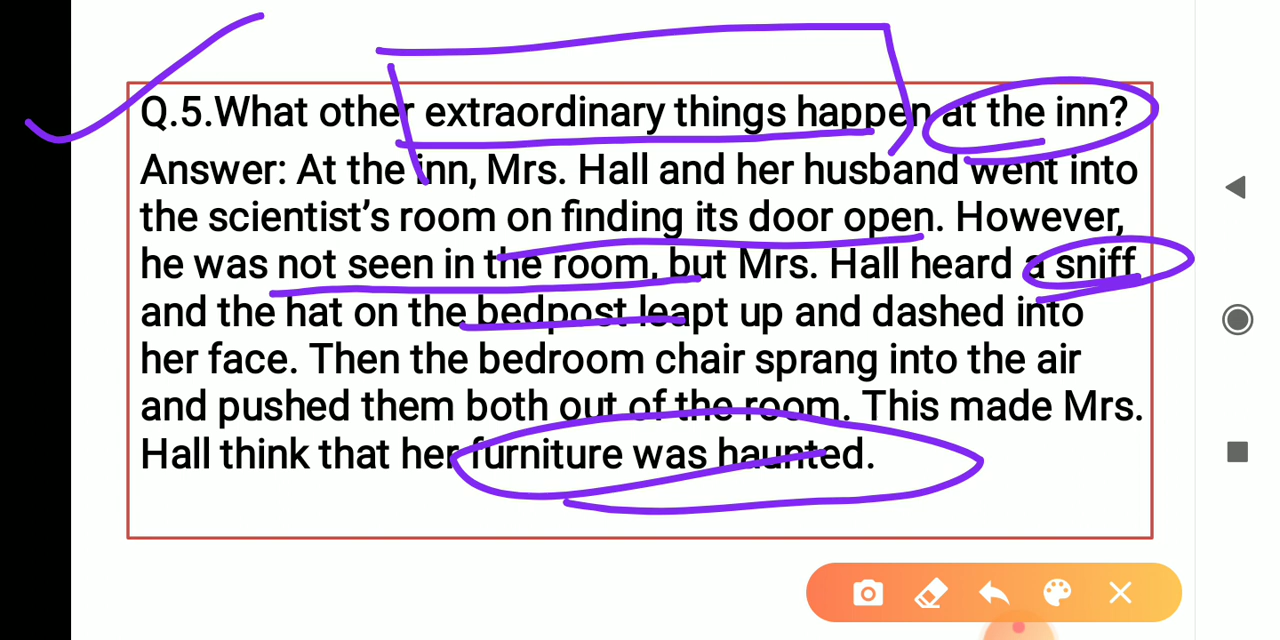 Q.5.What other extraordinary things happen at the inn?
Answer: At the inn, Mrs. Hall and her husband went into
the scientist’s room on finding its door open. However,
he was not seen in the room, but Mrs. Hall heard a sniff
and the hat on the bedpost leapt up and dashed into
her face. Then the bedroom chair sprang into the air
and pushed them both out of the room. This made Mrs.
Hall think that her furniture was haunted.